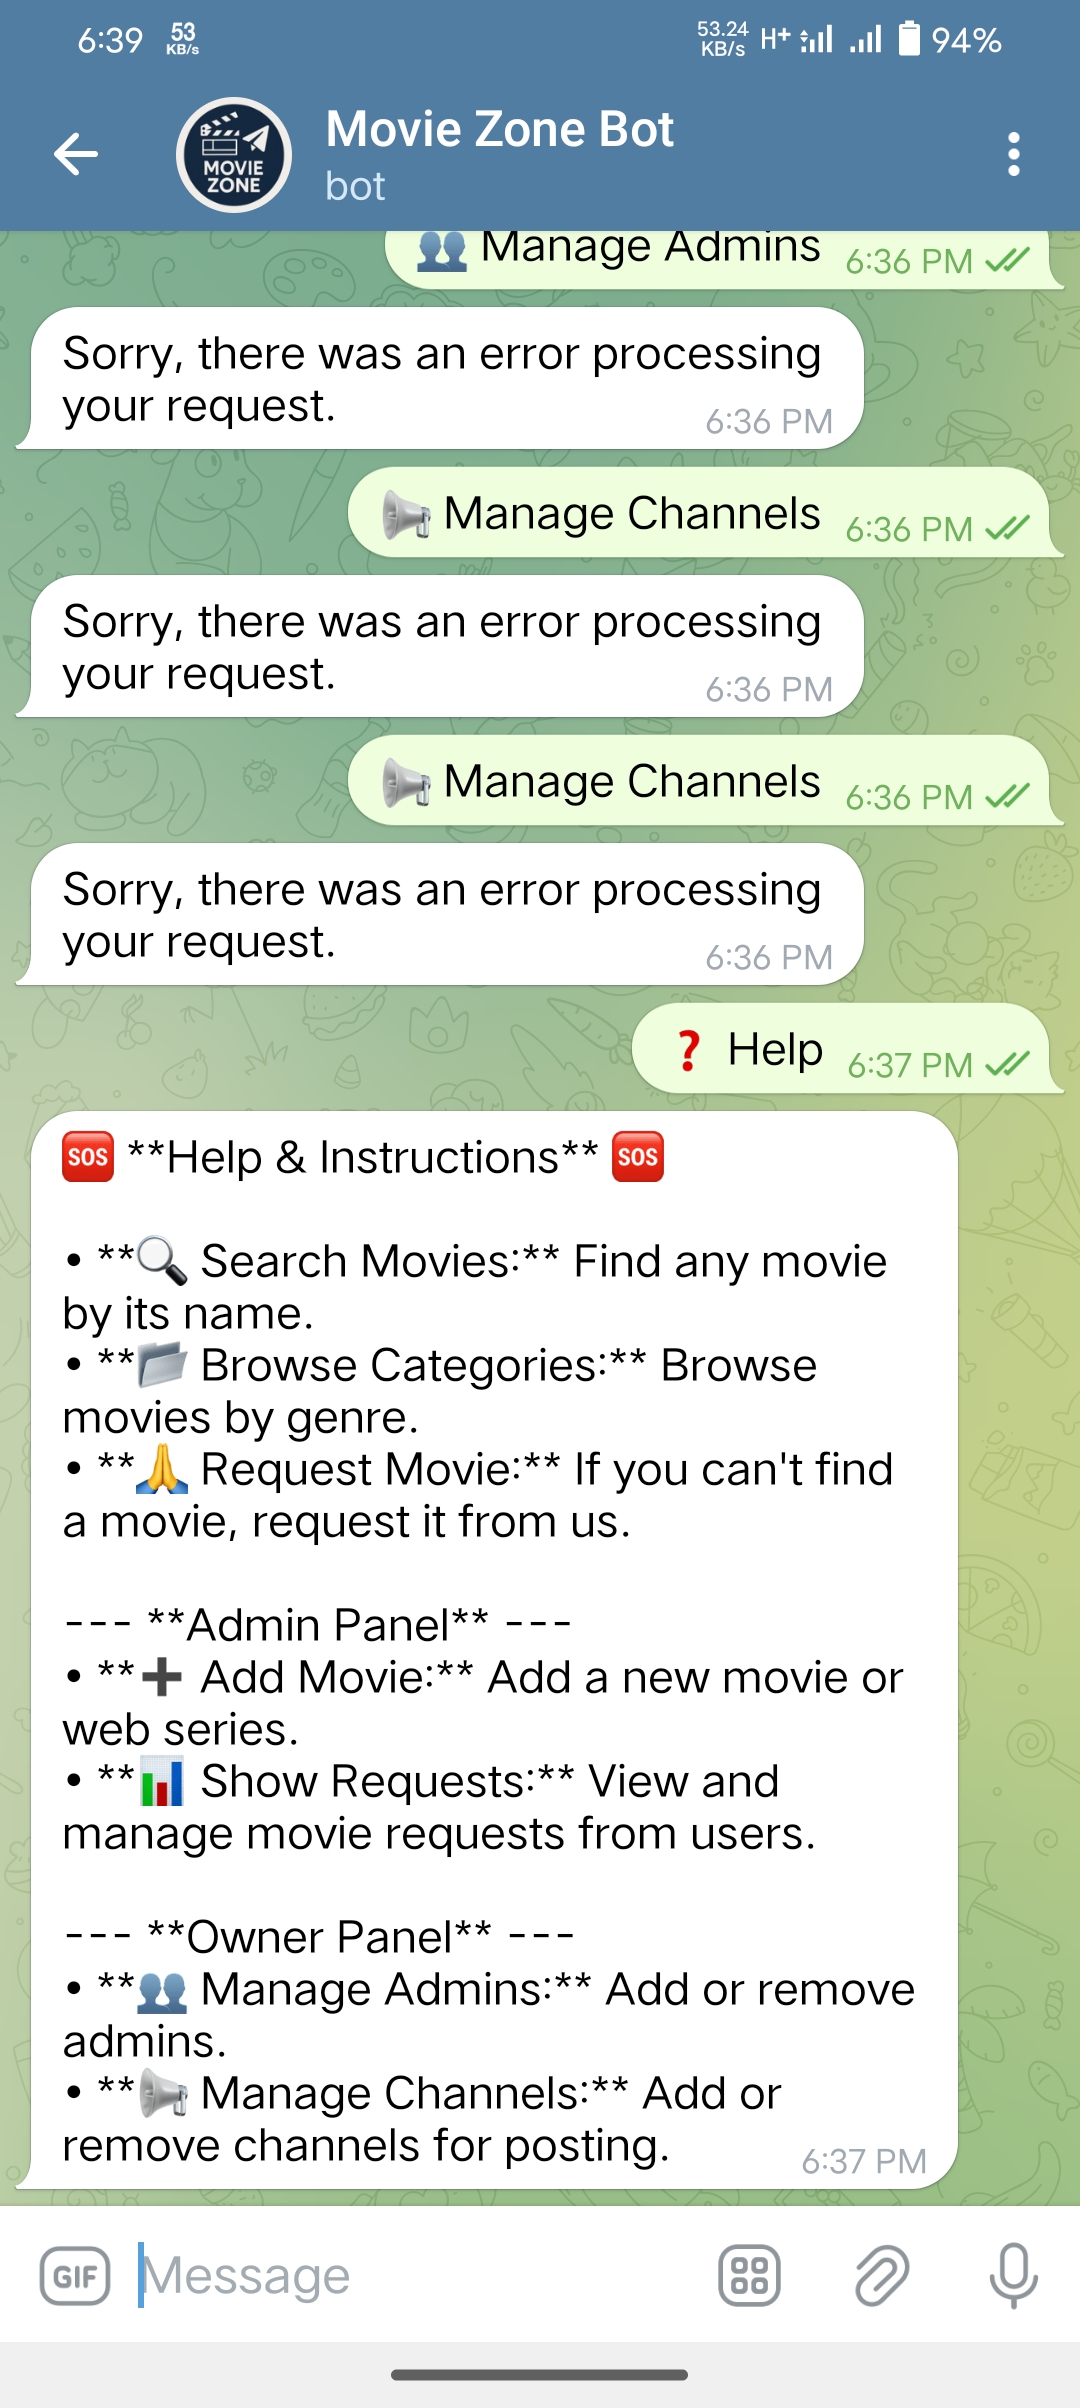 6:39 53 KB/s 53.24 KB/s H+ 94%
MOVIE ZONE
Movie Zone Bot
bot
👥 Manage Admins 6:36 PM
Sorry, there was an error processing
your request. 6:36 PM
📢 Manage Channels 6:36 PM
Sorry, there was an error processing
your request. 6:36 PM
📢 Manage Channels 6:36 PM
Sorry, there was an error processing
your request. 6:36 PM
❓ Help 6:37 PM
🆘 **Help & Instructions** 🆘
• **🔍 Search Movies:** Find any movie
by its name.
• **📂 Browse Categories:** Browse
movies by genre.
• **🙏 Request Movie:** If you can't find
a movie, request it from us.
--- **Admin Panel** ---
• **➕ Add Movie:** Add a new movie or
web series.
• **📊 Show Requests:** View and
manage movie requests from users.
--- **Owner Panel** ---
• **👥 Manage Admins:** Add or remove
admins.
• **📢 Manage Channels:** Add or
remove channels for posting. 6:37 PM
GIF Message